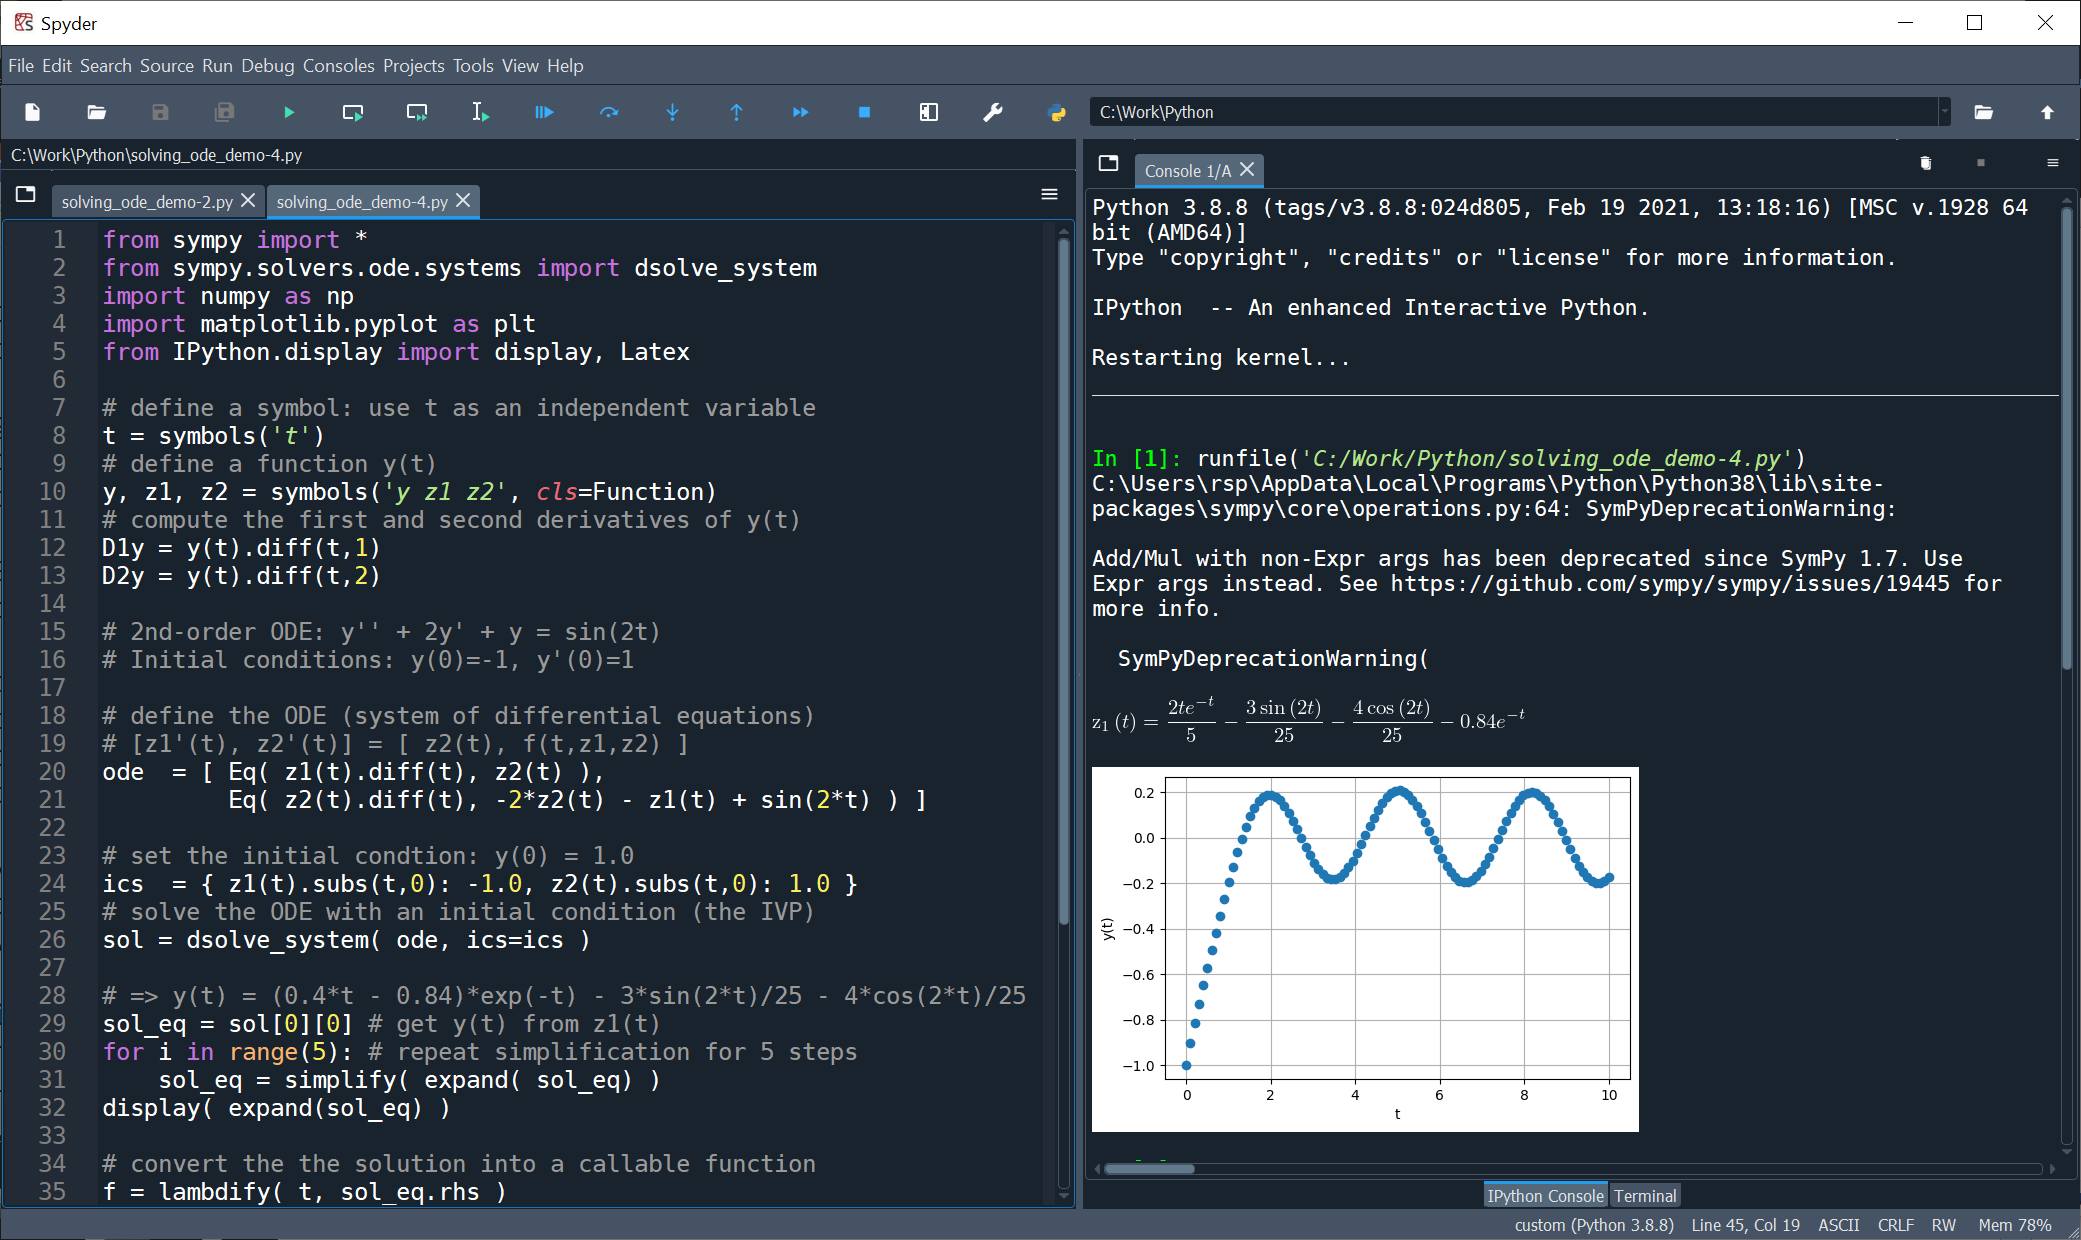 Spyder
File Edit Search Source Run Debug Consoles Projects Tools View Help
C:\Work\Python
C:\Work\Python\solving_ode_demo-4.py
solving_ode_demo-2.py
solving_ode_demo-4.py
1 from sympy import *
2 from sympy.solvers.ode.systems import dsolve_system
3 import numpy as np
4 import matplotlib.pyplot as plt
5 from IPython.display import display, Latex
6
7 # define a symbol: use t as an independent variable
8 t = symbols('t')
9 # define a function y(t)
10 y, z1, z2 = symbols('y z1 z2', cls=Function)
11 # compute the first and second derivatives of y(t)
12 D1y = y(t).diff(t,1)
13 D2y = y(t).diff(t,2)
14
15 # 2nd-order ODE: y'' + 2y' + y = sin(2t)
16 # Initial conditions: y(0)=-1, y'(0)=1
17
18 # define the ODE (system of differential equations)
19 # [z1'(t), z2'(t)] = [ z2(t), f(t,z1,z2) ]
20 ode  = [ Eq( z1(t).diff(t), z2(t) ),
21          Eq( z2(t).diff(t), -2*z2(t) - z1(t) + sin(2*t) ) ]
22
23 # set the initial condtion: y(0) = 1.0
24 ics  = { z1(t).subs(t,0): -1.0, z2(t).subs(t,0): 1.0 }
25 # solve the ODE with an initial condition (the IVP)
26 sol = dsolve_system( ode, ics=ics )
27
28 # => y(t) = (0.4*t - 0.84)*exp(-t) - 3*sin(2*t)/25 - 4*cos(2*t)/25
29 sol_eq = sol[0][0] # get y(t) from z1(t)
30 for i in range(5): # repeat simplification for 5 steps
31     sol_eq = simplify( expand( sol_eq) )
32 display( expand(sol_eq) )
33
34 # convert the the solution into a callable function
35 f = lambdify( t, sol_eq.rhs )
Console 1/A
Python 3.8.8 (tags/v3.8.8:024d805, Feb 19 2021, 13:18:16) [MSC v.1928 64
bit (AMD64)]
Type "copyright", "credits" or "license" for more information.
IPython  -- An enhanced Interactive Python.
Restarting kernel...
In [1]: runfile('C:/Work/Python/solving_ode_demo-4.py')
C:\Users\rsp\AppData\Local\Programs\Python\Python38\lib\site-
packages\sympy\core\operations.py:64: SymPyDeprecationWarning:
Add/Mul with non-Expr args has been deprecated since SymPy 1.7. Use
Expr args instead. See https://github.com/sympy/sympy/issues/19445 for
more info.
SymPyDeprecationWarning(
z₁ (t) = 2te⁻ᵗ/5 − 3 sin (2t)/25 − 4 cos (2t)/25 − 0.84e⁻ᵗ
0.2
0.0
−0.2
−0.4
−0.6
−0.8
−1.0
y(t)
0 2 4 6 8 10
t
IPython Console Terminal
custom (Python 3.8.8) Line 45, Col 19 ASCII CRLF RW Mem 78%